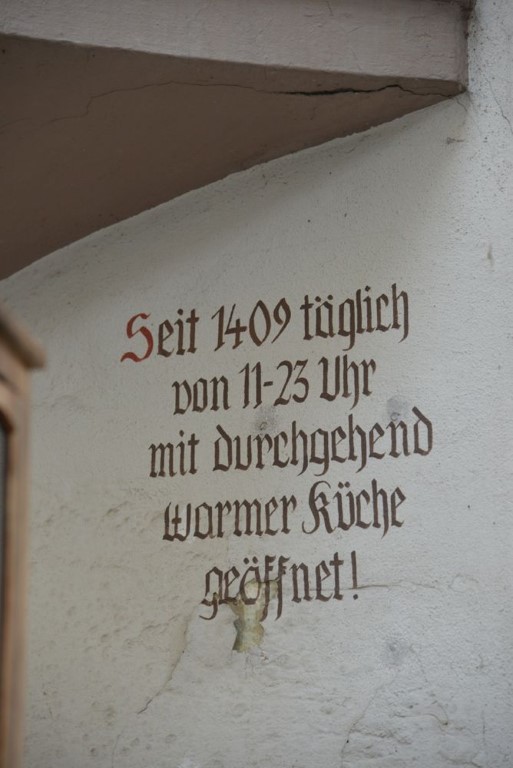 Seit 1409 täglich
von 11-23 Uhr
mit durchgehend
warmer Küche
geöffnet!